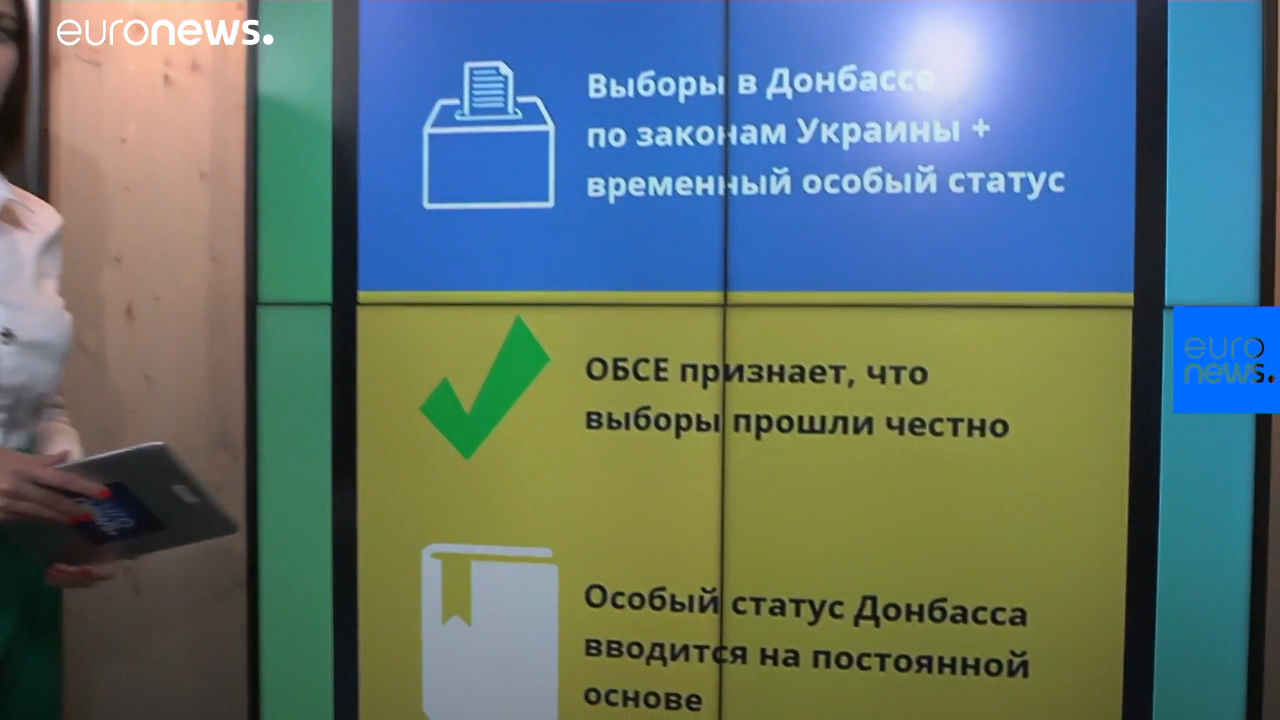 euronews.
Выборы в Донбассе
по законам Украины +
временный особый статус
euro
news.
ОБСЕ признает, что
выборы прошли честно
Особый статус Донбасса
вводится на постоянной
основе